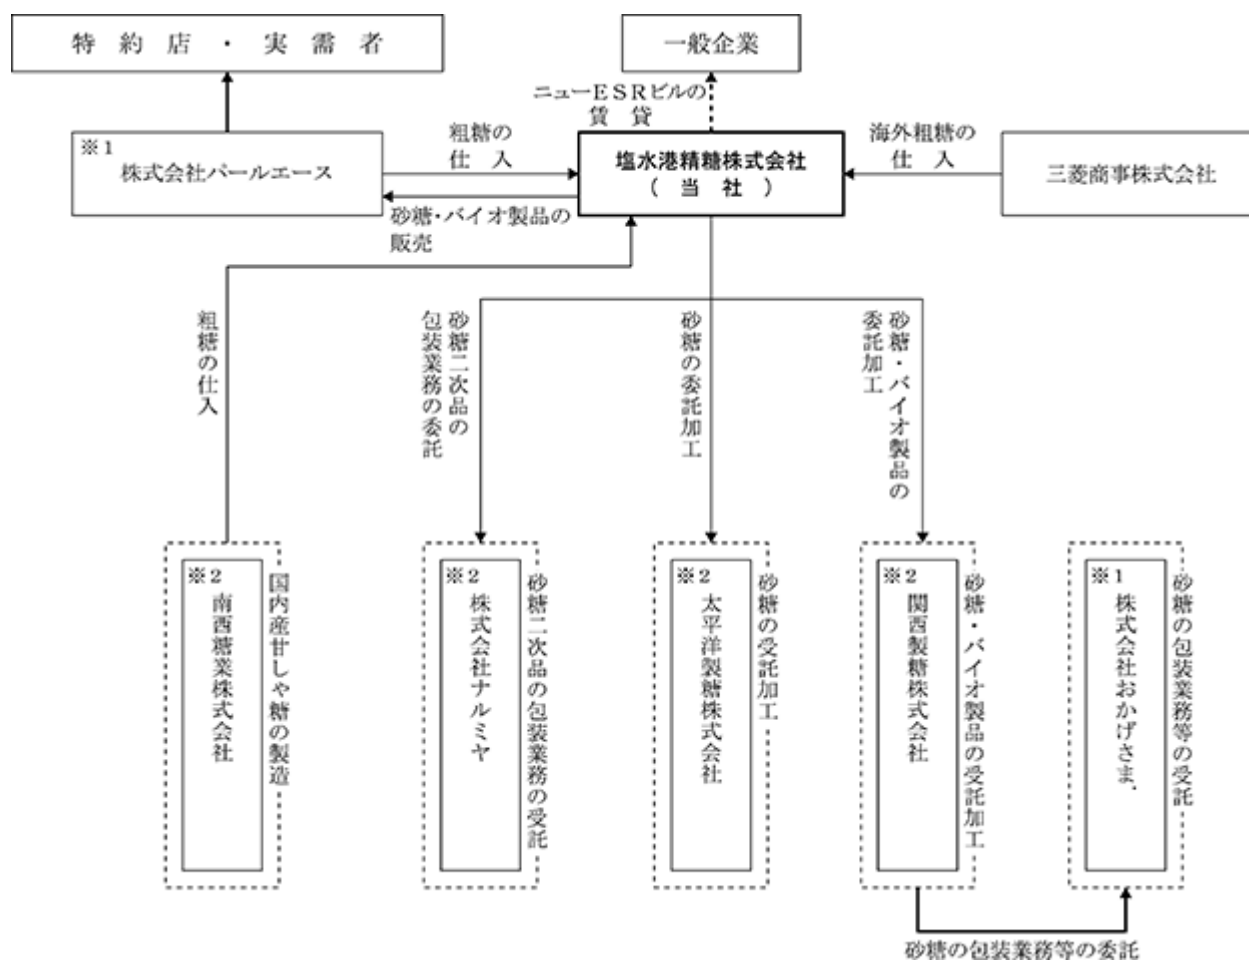 特約店・実需者
一般企業
ニューESRビルの
賃貸
※1
株式会社パールエース
粗糖の
仕入
塩水港精糖株式会社
(当社)
海外粗糖の
仕入
三菱商事株式会社
砂糖・バイオ製品の
販売
粗糖の仕入
砂糖二次品の
包装業務の委託
砂糖の委託加工
砂糖・バイオ製品の
委託加工
※2
南西糖業株式会社
国内産甘しゃ糖の製造
※2
株式会社ナルミヤ
砂糖二次品の包装業務の受託
※2
太平洋製糖株式会社
砂糖の受託加工
※2
関西製糖株式会社
砂糖・バイオ製品の受託加工
※1
株式会社おかげさま.
砂糖の包装業務等の受託
砂糖の包装業務等の委託